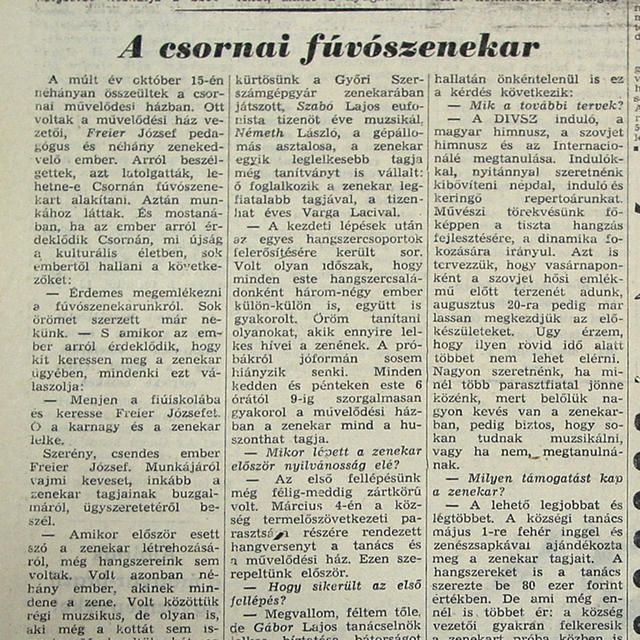 A csornai fúvószenekar
A múlt év október 15-én
néhányan összeültek a csor-
nai művelődési házban. Ott
voltak a művelődési ház ve-
zetői, Freier József peda-
gógus és néhány zenekedve-
velő ember. Arról beszél-
gettek, azt latolgatták, le-
hetne-e Csornán fúvószene-
kart alakítani. Aztán mun-
kához láttak. És mostaná-
ban, ha az ember arról ér-
deklődik Csornán, mi újság
a kulturális életben, sok
embertől hallani a követke-
zőket:
— Érdemes megemlékezni
a fúvószenekarunkról. Sok
örömet szerzett már ne-
künk. — S amikor az em-
ber arról érdeklődik, hogy
kit keressen meg a zenekar
ügyében, mindenki ezt vá-
laszolja:
— Menjen a fiúiskolába
és keresse Freier Józsefet.
Ő a karnagy és a zenekar
lelke.
Szerény, csendes ember
Freier József. Munkájáról
vajmi keveset, inkább a
zenekar tagjainak buzgal-
máról, ügyszeretetéről be-
szél.
— Amikor először esett
szó a zenekar létrehozásá-
ról, még hangszereink sem
voltak. Volt azonban né-
hány ember, akinek min-
dene a zene. Volt közöttük
régi muzsikus, de olyan is,
aki még a kottát sem is-
kürtösünk a Győri Szer-
számgépgyár zenekarában
játszott, Szabó Lajos eufo-
nista tizenöt éve muzsikál,
Németh László, a gépállo-
más asztalosa, a zenekar
egyik leglelkesebb tagja
még tanítványt is vállalt:
ő foglalkozik a zenekar leg-
fiatalabb tagjával, a tizen-
hat éves Varga Lacival.
— A kezdeti lépések után
az egyes hangszercsoportok
felerősítésére került sor.
Volt olyan időszak, hogy
minden este hangszercsalá-
donként három-négy ember
külön-külön is, együtt is
gyakorolt. Öröm tanítani
olyanokat, akik ennyire lel-
kes hívei a zenének. A pró-
bákról jóformán sosem
hiányzik senki. Minden
kedden és pénteken este 6
órától 9-ig szorgalmasan
gyakorol a művelődési ház-
ban a zenekar mind a hu-
szonhat tagja.
— Mikor lépett a zenekar
először nyilvánosság elé?
— Az első fellépésünk
még félig-meddig zártkörű
volt. Március 4-én a köz-
ség termelőszövetkezeti pa-
rasztsága részére rendezett
hangversenyt a tanács és
a művelődési ház. Ezen sze-
repeltünk először.
— Hogy sikerült az első
fellépés?
— Megvallom, féltem tőle,
de Gábor Lajos tanácselnök
hallatán önkéntelenül is ez
a kérdés következik:
— Mik a további tervek?
— A DIVSZ induló, a
magyar himnusz, a szovjet
himnusz és az Internacio-
nálé megtanulása. Indulók-
kal, nyitánnyal szeretnénk
kibővíteni népdal, induló és
keringő repertoárunkat.
Művészi törekvésünk fő-
képpen a tiszta hangzás
fejlesztésére, a dinamika fo-
kozására irányul. Azt is
tervezzük, hogy vasárnapon-
ként a szovjet hősi emlék-
mű előtt térzenét adunk,
augusztus 20-ra pedig már
lassan megkezdjük az elő-
készületeket. Úgy érzem,
hogy ilyen rövid idő alatt
többet nem lehet elérni.
Nagyon szeretnénk, ha mi-
nél több parasztfiatal jönne
közénk, mert belőlük na-
gyon kevés van a zenekar-
ban, pedig biztos, hogy so-
kan tudnak muzsikálni,
vagy ha nem, megtanulná-
nak.
— Milyen támogatást kap
a zenekar?
— A lehető legjobbat és
légtöbbet. A községi tanács
május 1-re fehér inggel és
zenészsapkával ajándékozta
meg a zenekar tagjait. A
hangszereket is a tanács
szerezte be 80 ezer forint
értékben. De ami még en-
nél is többet ér: a község
vezetői gyakran felkeresik